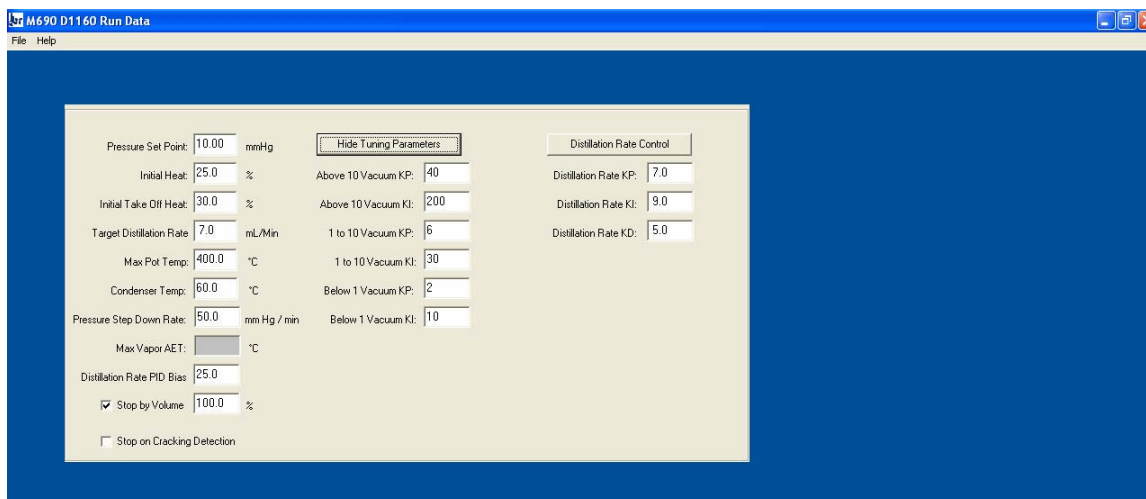 M690 D1160 Run Data
File Help
Pressure Set Point: 10.00 mmHg
Initial Heat: 25.0 %
Initial Take Off Heat: 30.0 %
Target Distillation Rate 7.0 mL/Min
Max Pot Temp: 400.0 °C
Condenser Temp: 60.0 °C
Pressure Step Down Rate: 50.0 mm Hg / min
Max Vapor AET: °C
Distillation Rate PID Bias 25.0
Stop by Volume 100.0 %
Stop on Cracking Detection
Hide Tuning Parameters
Above 10 Vacuum KP: 40
Above 10 Vacuum KI: 200
1 to 10 Vacuum KP: 6
1 to 10 Vacuum KI: 30
Below 1 Vacuum KP: 2
Below 1 Vacuum KI: 10
Distillation Rate Control
Distillation Rate KP: 7.0
Distillation Rate KI: 9.0
Distillation Rate KD: 5.0